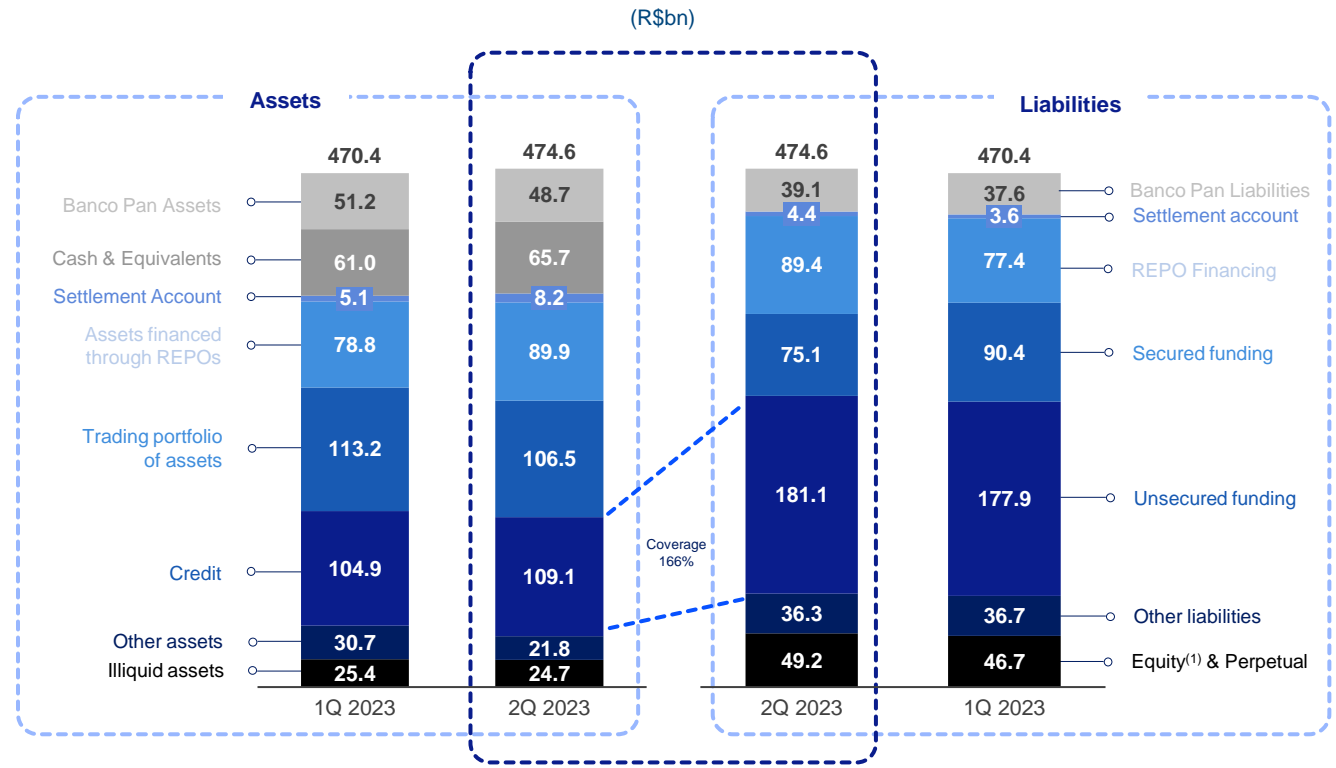 (R$bn)
Assets
Liabilities
470.4
474.6
474.6
470.4
Banco Pan Assets
51.2
48.7
39.1
37.6
Banco Pan Liabilities
4.4
3.6
Settlement account
Cash & Equivalents
61.0
65.7
89.4
77.4
REPO Financing
Settlement Account
5.1
8.2
Assets financed
through REPOs
78.8
89.9
75.1
90.4
Secured funding
Trading portfolio
of assets
113.2
106.5
181.1
177.9
Unsecured funding
Coverage
166%
Credit
104.9
109.1
36.3
36.7
Other liabilities
Other assets
30.7
21.8
Illiquid assets
25.4
24.7
49.2
46.7
Equity(1) & Perpetual
1Q 2023
2Q 2023
2Q 2023
1Q 2023